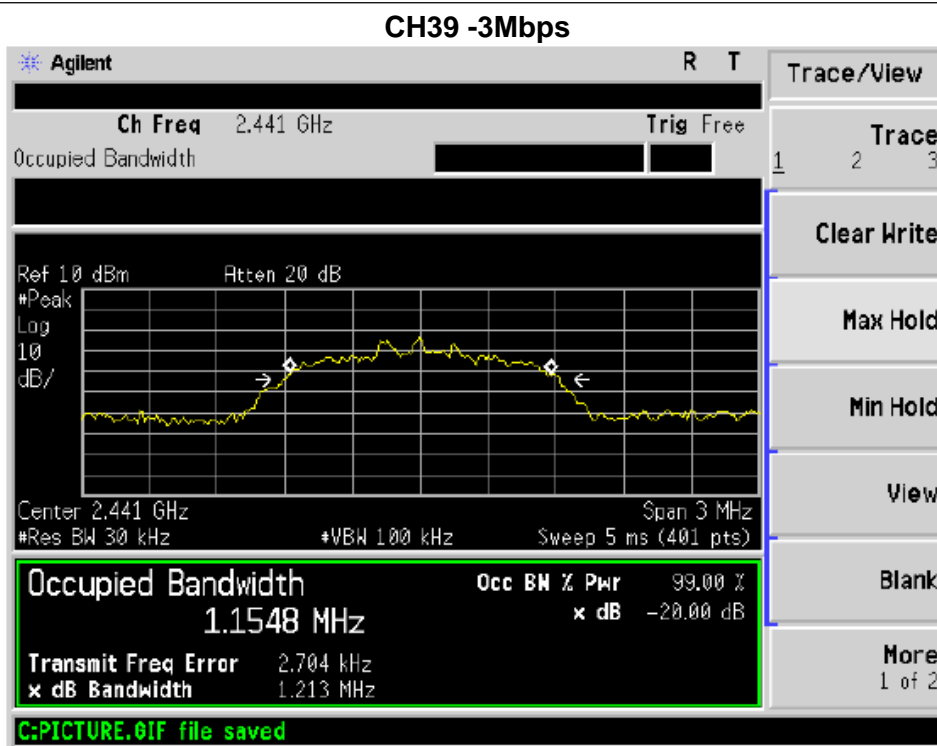 CH39 -3Mbps
Agilent R T
Ch Freq 2.441 GHz Trig Free
Occupied Bandwidth
Ref 10 dBm Atten 20 dB
#Peak
Log
10
dB/
Center 2.441 GHz Span 3 MHz
#Res BW 30 kHz #VBW 100 kHz Sweep 5 ms (401 pts)
Occupied Bandwidth
1.1548 MHz
Occ BW % Pwr 99.00 %
x dB -20.00 dB
Transmit Freq Error 2.704 kHz
x dB Bandwidth 1.213 MHz
C:PICTURE.GIF file saved
Trace/View
Trace
1 2 3
Clear Write
Max Hold
Min Hold
View
Blank
More
1 of 2